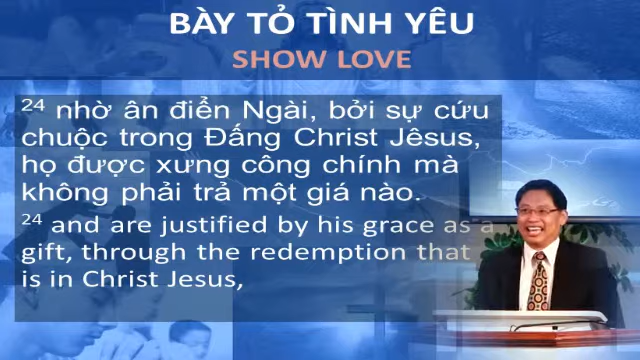 BÀY TỎ TÌNH YÊU
SHOW LOVE
24 nhờ ân điển Ngài, bởi sự cứu
chuộc trong Đấng Christ Jêsus,
họ được xưng công chính mà
không phải trả một giá nào.
24 and are justified by his grace as a
gift, through the redemption that
is in Christ Jesus,